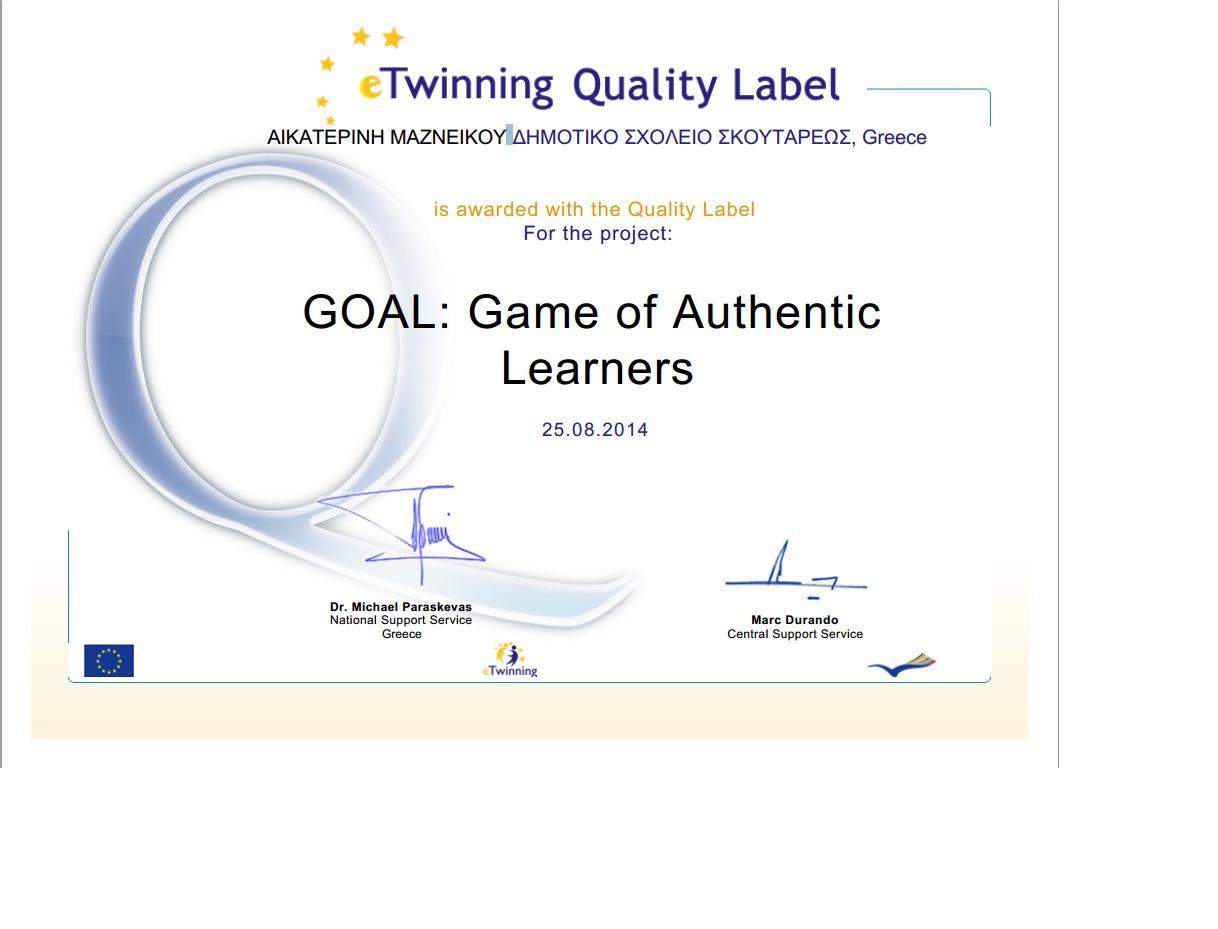 eTwinning Quality Label
ΑΙΚΑΤΕΡΙΝΗ ΜΑΖΝΕΙΚΟΥ ΔΗΜΟΤΙΚΟ ΣΧΟΛΕΙΟ ΣΚΟΥΤΑΡΕΩΣ, Greece
is awarded with the Quality Label
For the project:
GOAL: Game of Authentic
Learners
25.08.2014
Dr. Michael Paraskevas
National Support Service
Greece
Marc Durando
Central Support Service
eTwinning